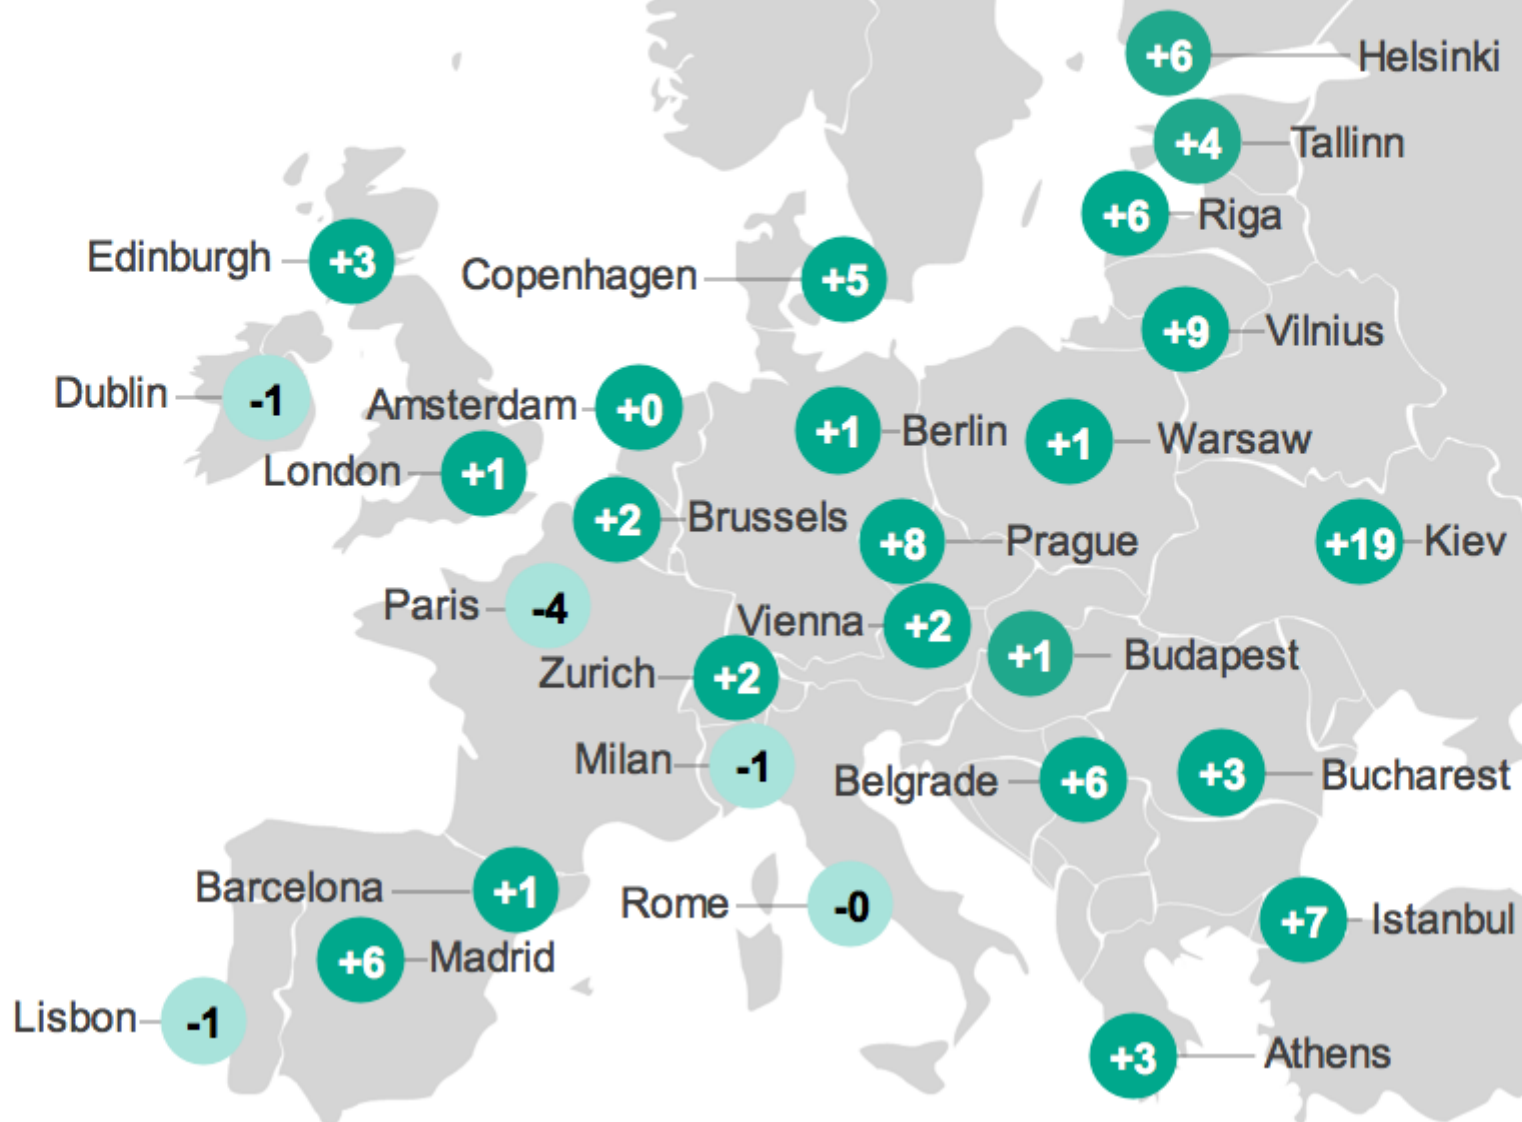 +6 Helsinki
+4 Tallinn
+6 Riga
Edinburgh +3
Copenhagen +5
+9 Vilnius
Dublin -1
Amsterdam +0
+1 Berlin
+1 Warsaw
London +1
+2 Brussels
+8 Prague
+19 Kiev
Paris -4
Vienna +2
+1 Budapest
Zurich +2
Milan -1
Belgrade +6
+3 Bucharest
Barcelona +1
Rome -0
+7 Istanbul
+6 Madrid
Lisbon -1
+3 Athens